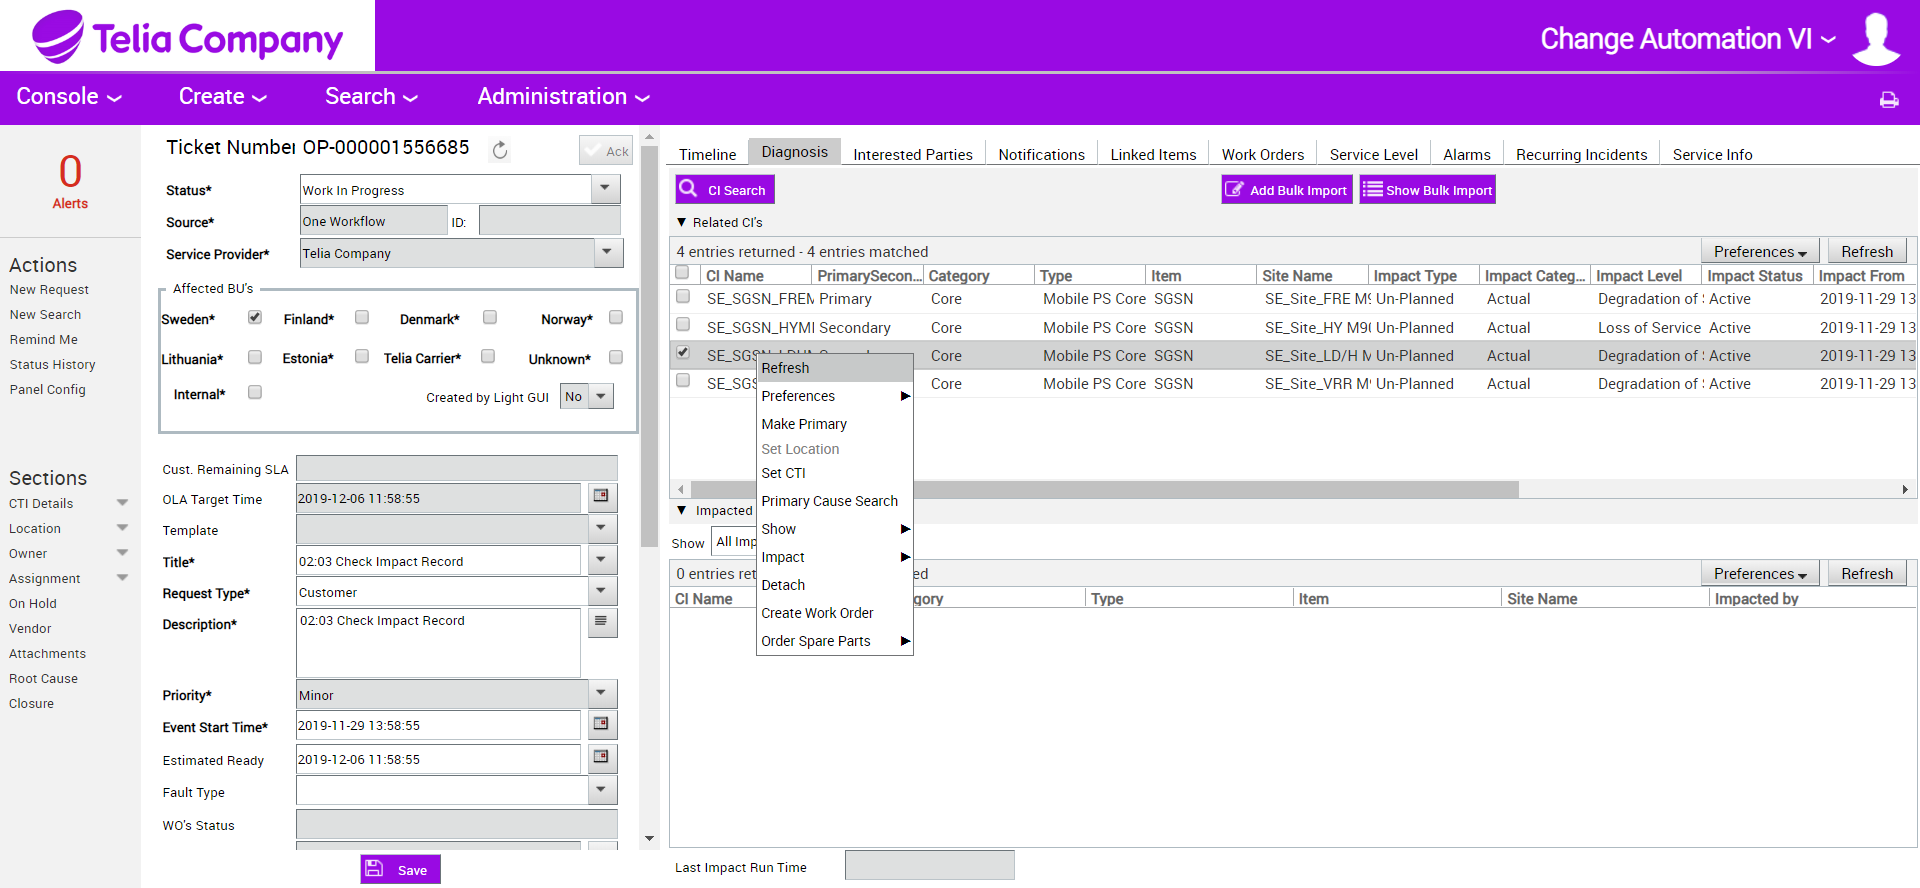 Telia Company
Change Automation VI
Console
Create
Search
Administration
0
Alerts
Actions
New Request
New Search
Remind Me
Status History
Panel Config
Sections
CTI Details
Location
Owner
Assignment
On Hold
Vendor
Attachments
Root Cause
Closure
Ticket Number OP-000001556685
Ack
Status* Work In Progress
Source* One Workflow ID:
Service Provider* Telia Company
Affected BU's
Sweden* Finland* Denmark* Norway*
Lithuania* Estonia* Telia Carrier* Unknown*
Internal* Created by Light GUI No
Cust. Remaining SLA
OLA Target Time 2019-12-06 11:58:55
Template
Title* 02:03 Check Impact Record
Request Type* Customer
Description* 02:03 Check Impact Record
Priority* Minor
Event Start Time* 2019-11-29 13:58:55
Estimated Ready 2019-12-06 11:58:55
Fault Type
WO's Status
Save
Timeline Diagnosis Interested Parties Notifications Linked Items Work Orders Service Level Alarms Recurring Incidents Service Info
CI Search Add Bulk Import Show Bulk Import
Related CI's
4 entries returned - 4 entries matched Preferences Refresh
CI Name PrimarySecon... Category Type Item Site Name Impact Type Impact Categ... Impact Level Impact Status Impact From
SE_SGSN_FREM Primary Core Mobile PS Core SGSN SE_Site_FRE M9 Un-Planned Actual Degradation of Active 2019-11-29 13
SE_SGSN_HYM Secondary Core Mobile PS Core SGSN SE_Site_HY M90 Un-Planned Actual Loss of Service Active 2019-11-29 13
SE_SGSN Core Mobile PS Core SGSN SE_Site_LD/H M Un-Planned Actual Degradation of Active 2019-11-29 13
SE_SGS Core Mobile PS Core SGSN SE_Site_VRR M Un-Planned Actual Degradation of Active 2019-11-29 13
Refresh
Preferences
Make Primary
Set Location
Set CTI
Primary Cause Search
Show
Impact
Detach
Create Work Order
Order Spare Parts
Impacted
Show All Imp
0 entries ret ed Preferences Refresh
CI Name gory Type Item Site Name Impacted by
Last Impact Run Time